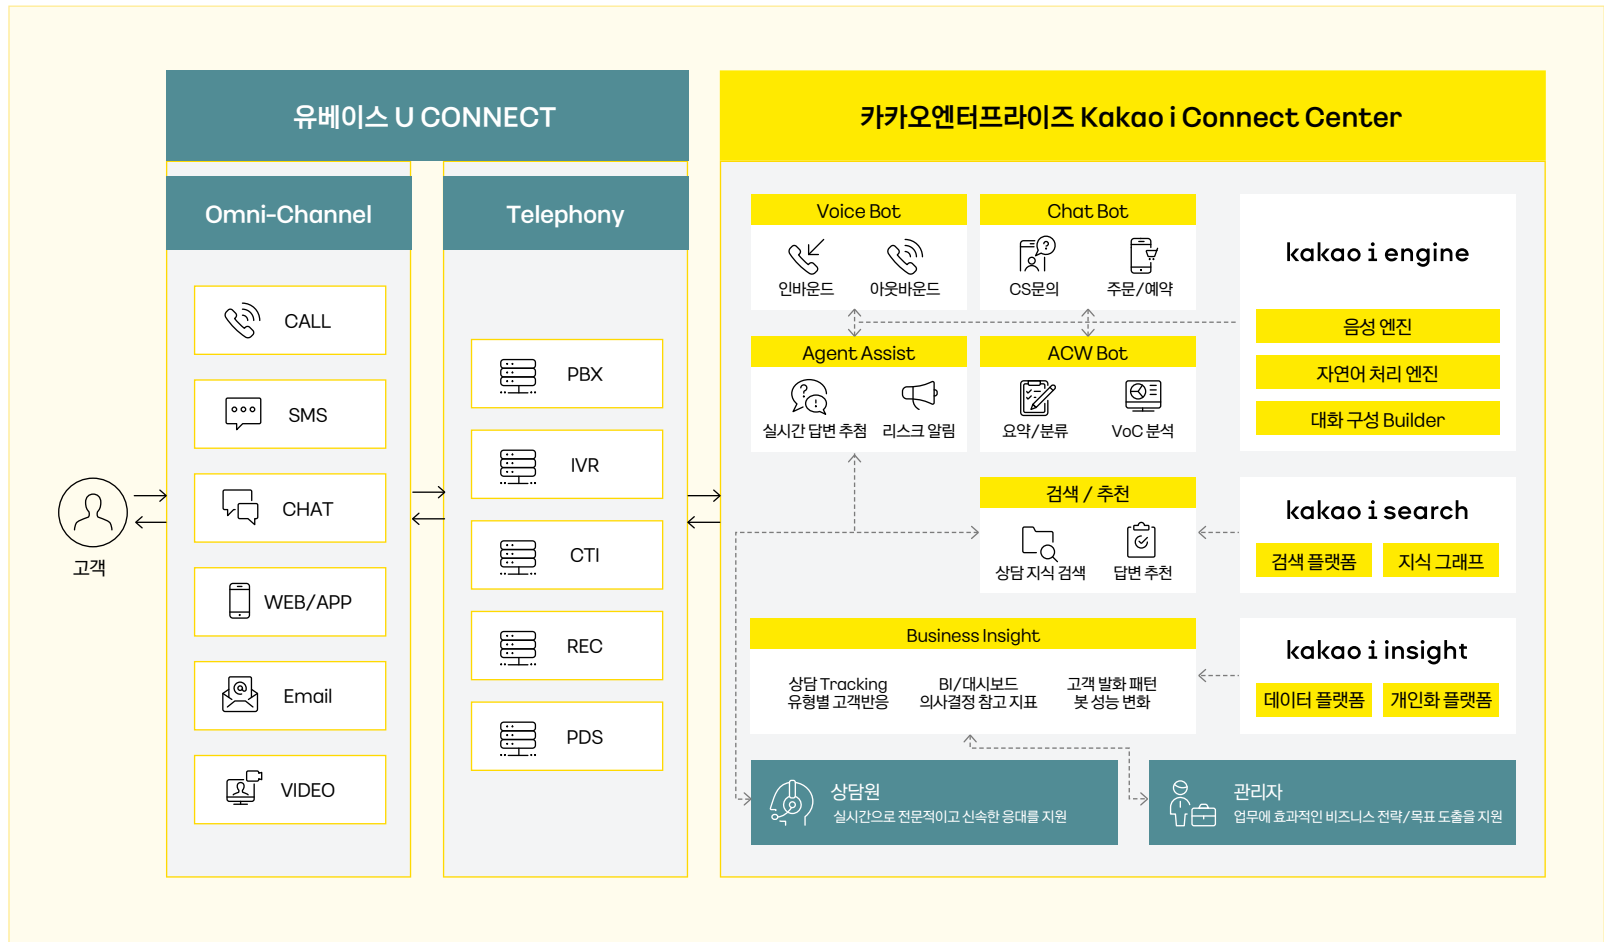 유베이스 U CONNECT
카카오엔터프라이즈 Kakao i Connect Center
Omni-Channel
Telephony
고객
CALL
SMS
CHAT
WEB/APP
Email
VIDEO
PBX
IVR
CTI
REC
PDS
Voice Bot
인바운드
아웃바운드
Chat Bot
CS문의
주문/예약
Agent Assist
실시간 답변 추첨
리스크 알림
ACW Bot
요약/분류
VoC 분석
검색 / 추천
상담 지식 검색
답변 추천
Business Insight
상담 Tracking
유형별 고객반응
BI/대시보드
의사결정 참고 지표
고객 발화 패턴
봇 성능 변화
kakao i engine
음성 엔진
자연어 처리 엔진
대화 구성 Builder
kakao i search
검색 플랫폼
지식 그래프
kakao i insight
데이터 플랫폼
개인화 플랫폼
상담원
실시간으로 전문적이고 신속한 응대를 지원
관리자
업무에 효과적인 비즈니스 전략/목표 도출을 지원